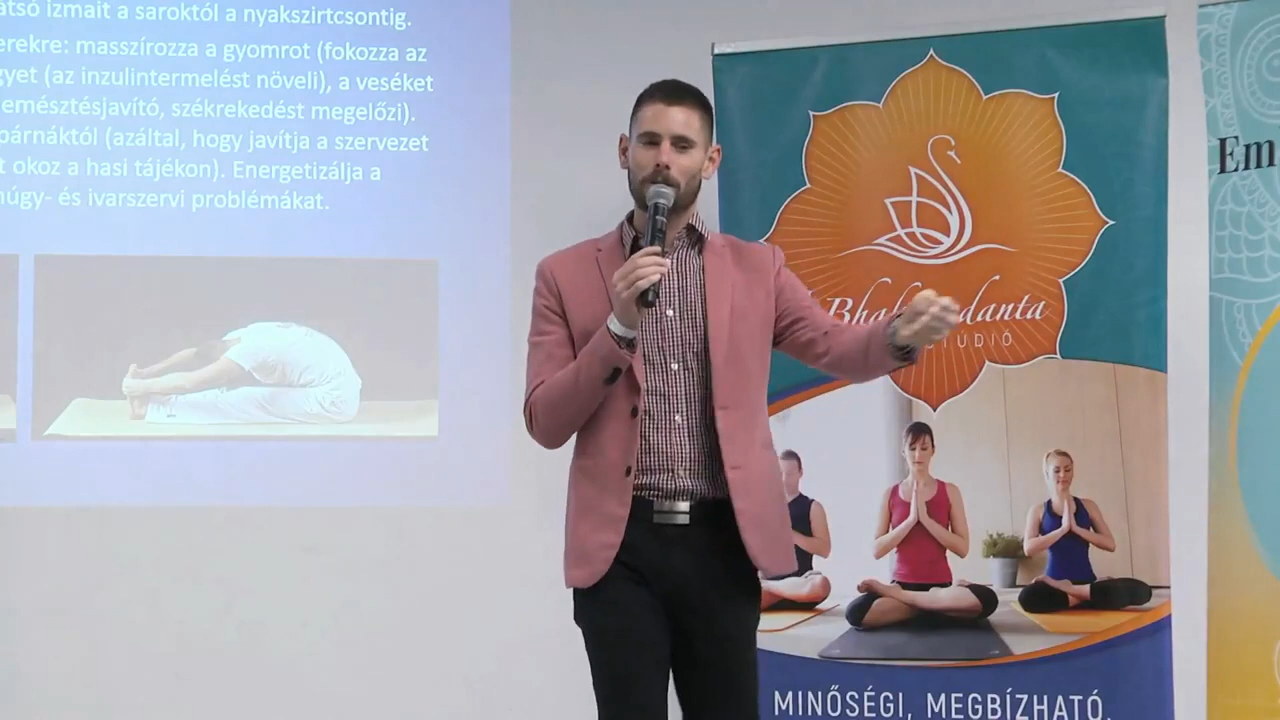 átsó izmait a saroktól a nyakszirtcsontig.
erekre: masszírozza a gyomrot (fokozza az
gyet (az inzulintermelést növeli), a veséket
emésztésjavító, székrekedést megelőzi).
párnáktól (azáltal, hogy javítja a szervezet
t okoz a hasi tájékon). Energetizálja a
húgy- és ivarszervi problémákat.
Bhak danta
STÚDIÓ
MINŐSÉGI, MEGBÍZHATÓ,
Em